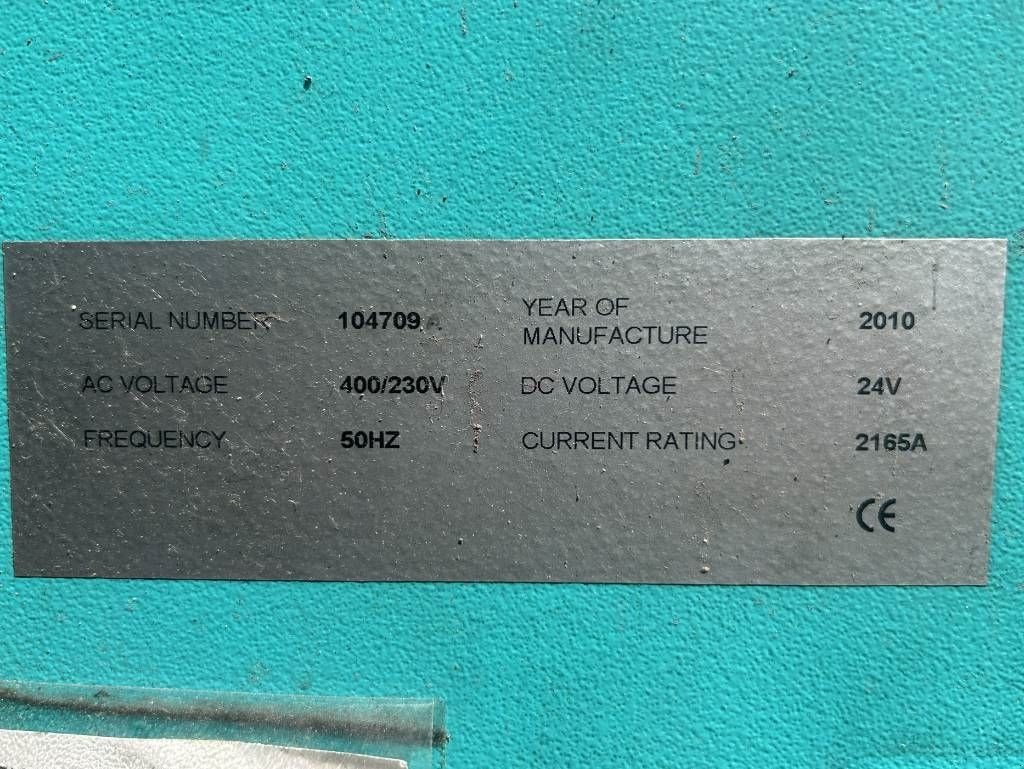 SERIAL NUMBER 104709A
YEAR OF
MANUFACTURE 2010
AC VOLTAGE 400/230V
DC VOLTAGE 24V
FREQUENCY 50HZ
CURRENT RATING 2165A
CE